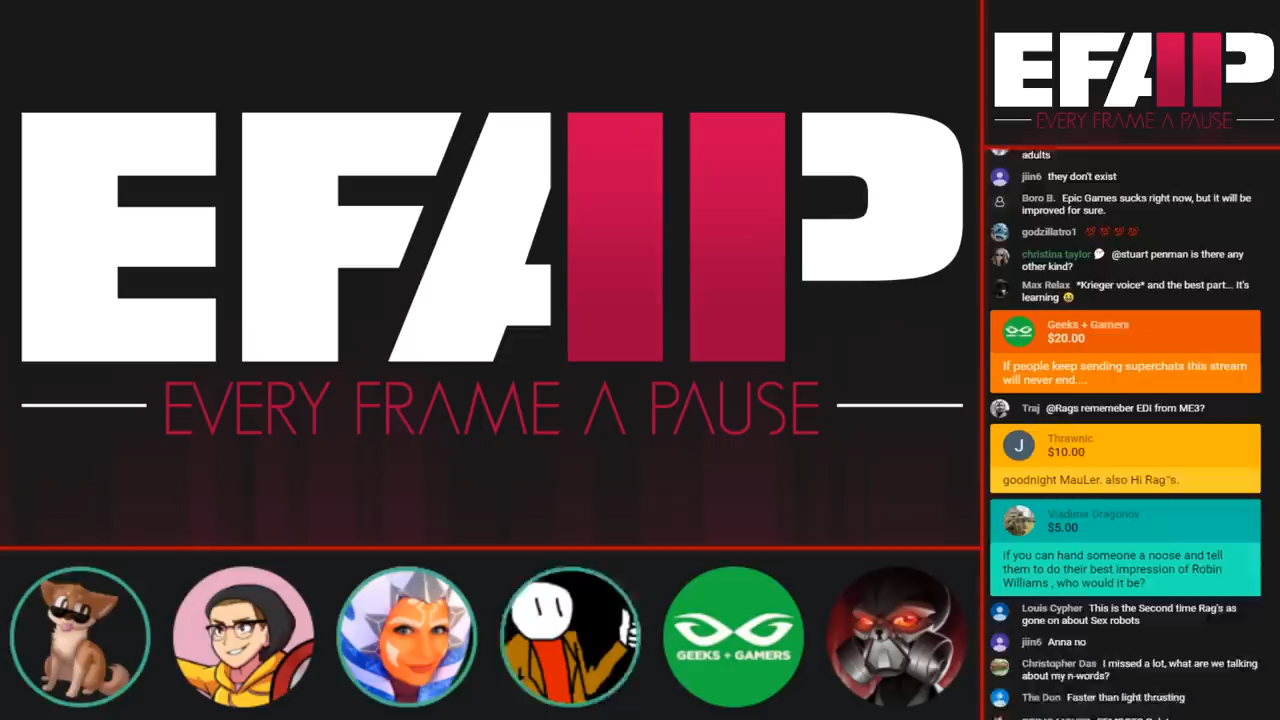 EFAP
EVERY FRAME A PAUSE
GEEKS + GAMERS
EFAP
EVERY FRAME A PAUSE
adults
jiin6 they don't exist
Boro B. Epic Games sucks right now, but it will be
improved for sure.
godzillatro1
christina taylor @stuart penman is there any
other kind?
Max Relax *Krieger voice* and the best part... It's
learning
Geeks + Gamers
$20.00
If people keep sending superchats this stream
will never end....
Traj @Rags rememeber EDI from ME3?
J
Thrawnic
$10.00
goodnight MauLer. also Hi Rag"s.
Vladimir Dragonov
$5.00
if you can hand someone a noose and tell
them to do their best impression of Robin
Williams , who would it be?
Louis Cypher This is the Second time Rag's as
gone on about Sex robots
jiin6 Anna no
Christopher Das I missed a lot, what are we talking
about my n-words?
The Don Faster than light thrusting